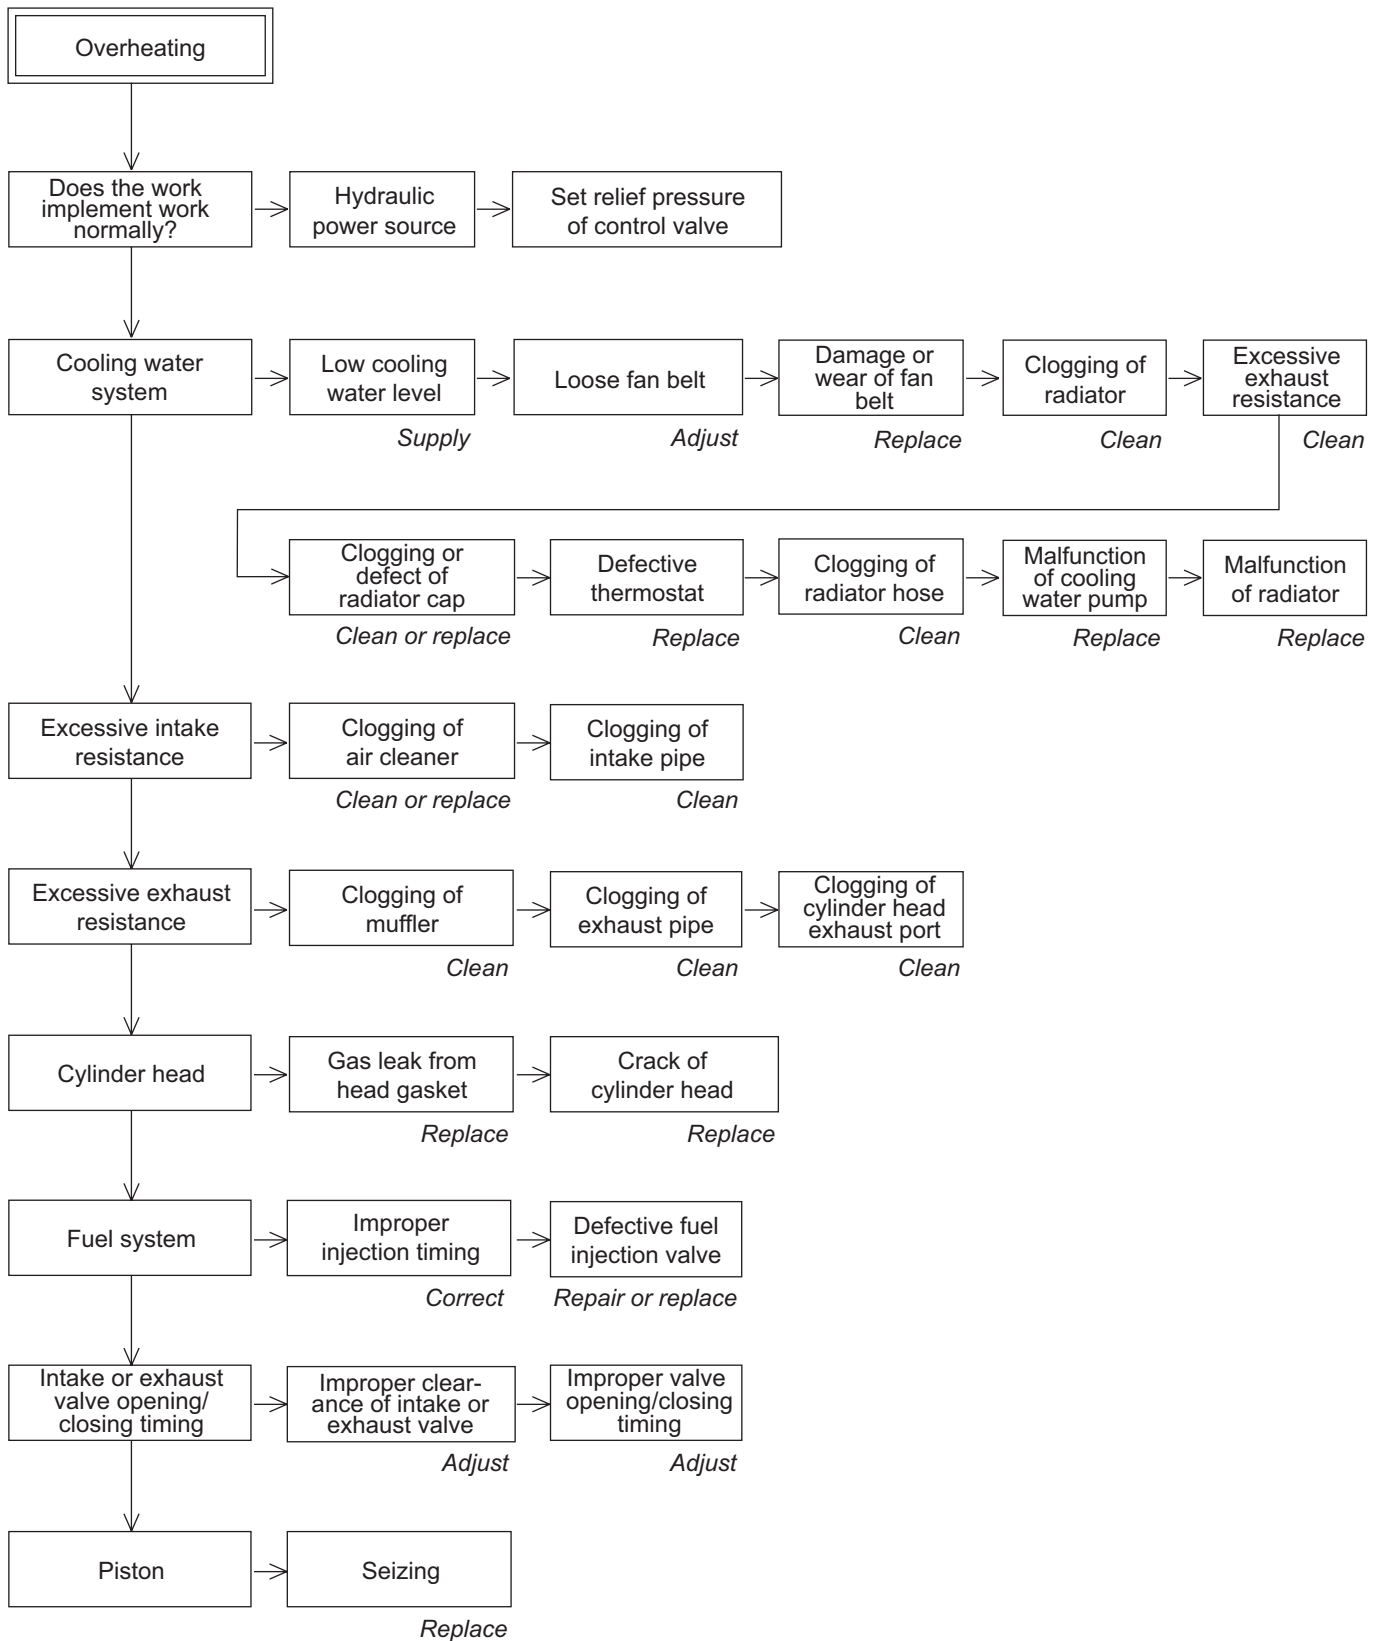 Overheating
Does the work
implement work
normally?
Hydraulic
power source
Set relief pressure
of control valve
Cooling water
system
Low cooling
water level
Supply
Loose fan belt
Adjust
Damage or
wear of fan
belt
Replace
Clogging of
radiator
Clean
Excessive
exhaust
resistance
Clean
Clogging or
defect of
radiator cap
Clean or replace
Defective
thermostat
Replace
Clogging of
radiator hose
Clean
Malfunction
of cooling
water pump
Replace
Malfunction
of radiator
Replace
Excessive intake
resistance
Clogging of
air cleaner
Clean or replace
Clogging of
intake pipe
Clean
Excessive exhaust
resistance
Clogging of
muffler
Clean
Clogging of
exhaust pipe
Clean
Clogging of
cylinder head
exhaust port
Clean
Cylinder head
Gas leak from
head gasket
Replace
Crack of
cylinder head
Replace
Fuel system
Improper
injection timing
Correct
Defective fuel
injection valve
Repair or replace
Intake or exhaust
valve opening/
closing timing
Improper clear-
ance of intake or
exhaust valve
Adjust
Improper valve
opening/closing
timing
Adjust
Piston
Seizing
Replace